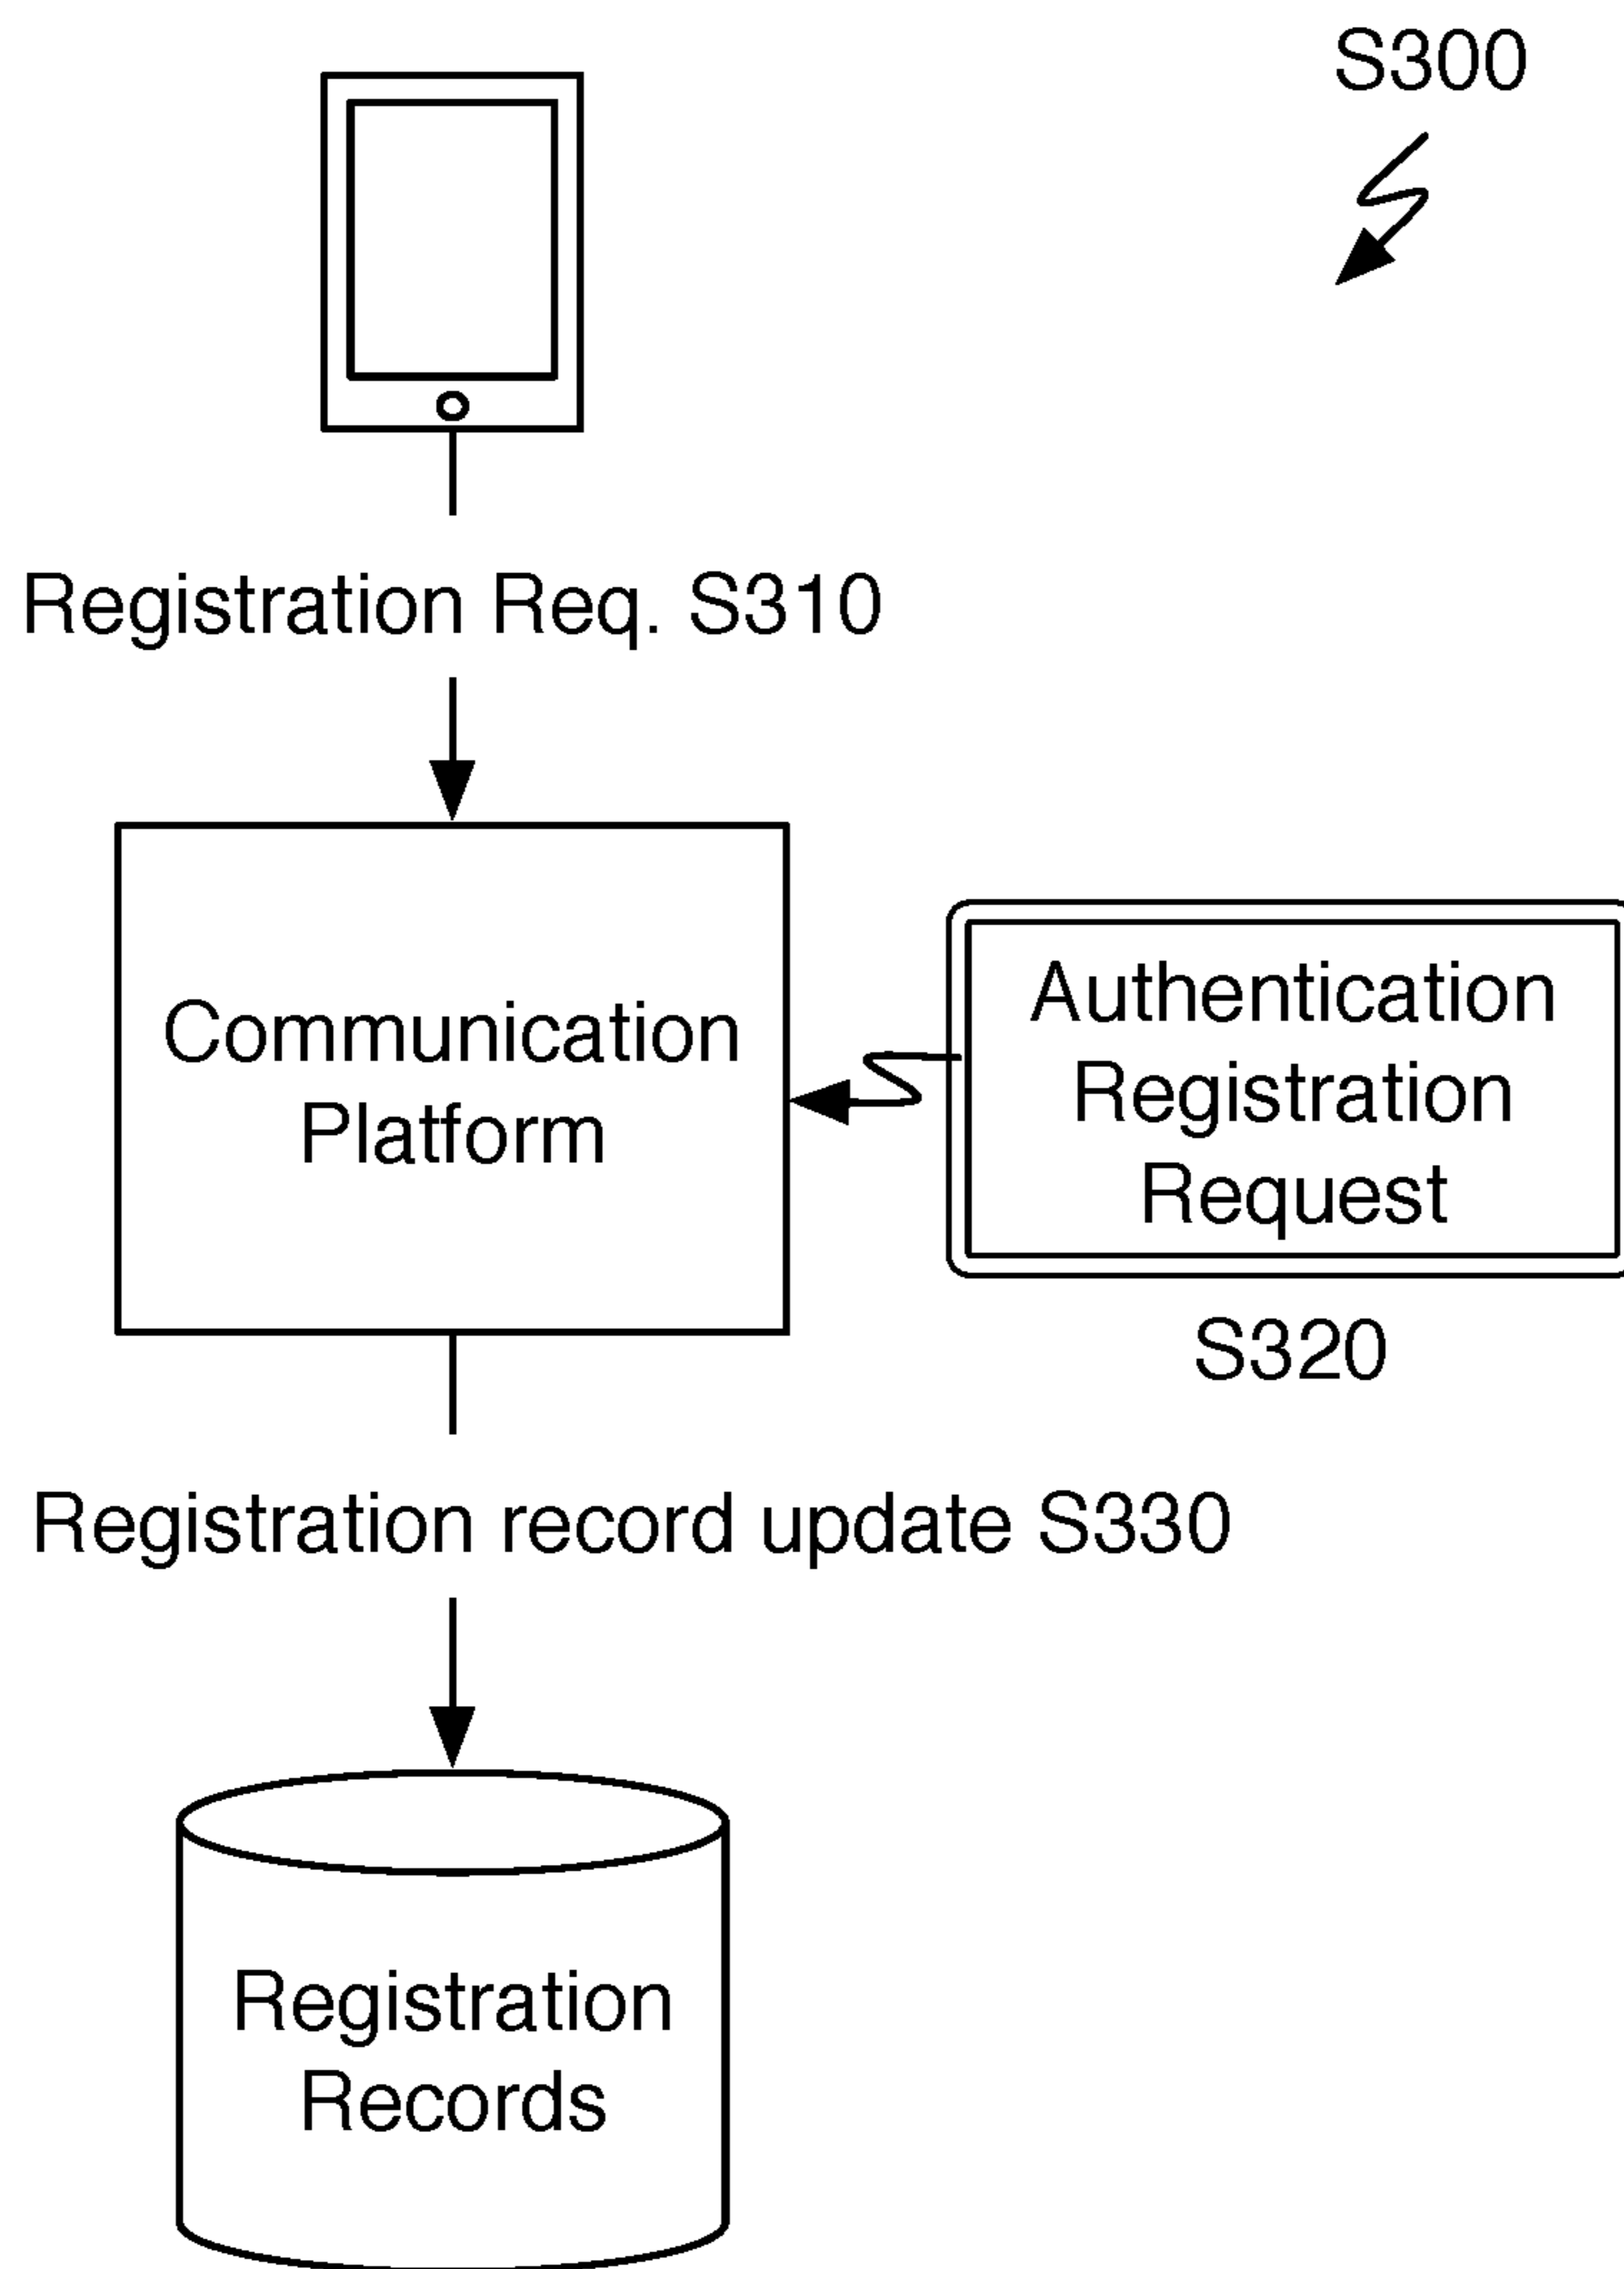 S300
Registration Req. S310
Communication
Platform
Authentication
Registration
Request
S320
Registration record update S330
Registration
Records